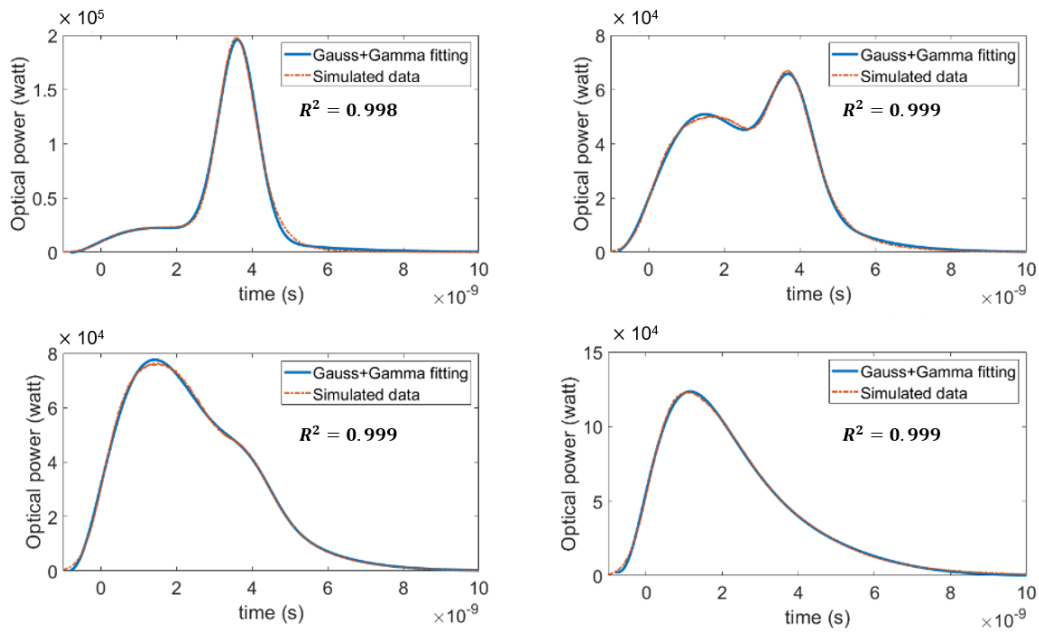 × 10⁵
2
1.5
1
0.5
0
0 2 4 6 8 10
Optical power (watt)
time (s)
×10⁻⁹
Gauss+Gamma fitting
Simulated data
R² = 0.998
× 10⁴
8
6
4
2
0
0 2 4 6 8 10
Optical power (watt)
time (s)
×10⁻⁹
Gauss+Gamma fitting
Simulated data
R² = 0.999
× 10⁴
8
6
4
2
0
0 2 4 6 8 10
Optical power (watt)
time (s)
×10⁻⁹
Gauss+Gamma fitting
Simulated data
R² = 0.999
× 10⁴
15
10
5
0
0 2 4 6 8 10
Optical power (watt)
time (s)
×10⁻⁹
Gauss+Gamma fitting
Simulated data
R² = 0.999